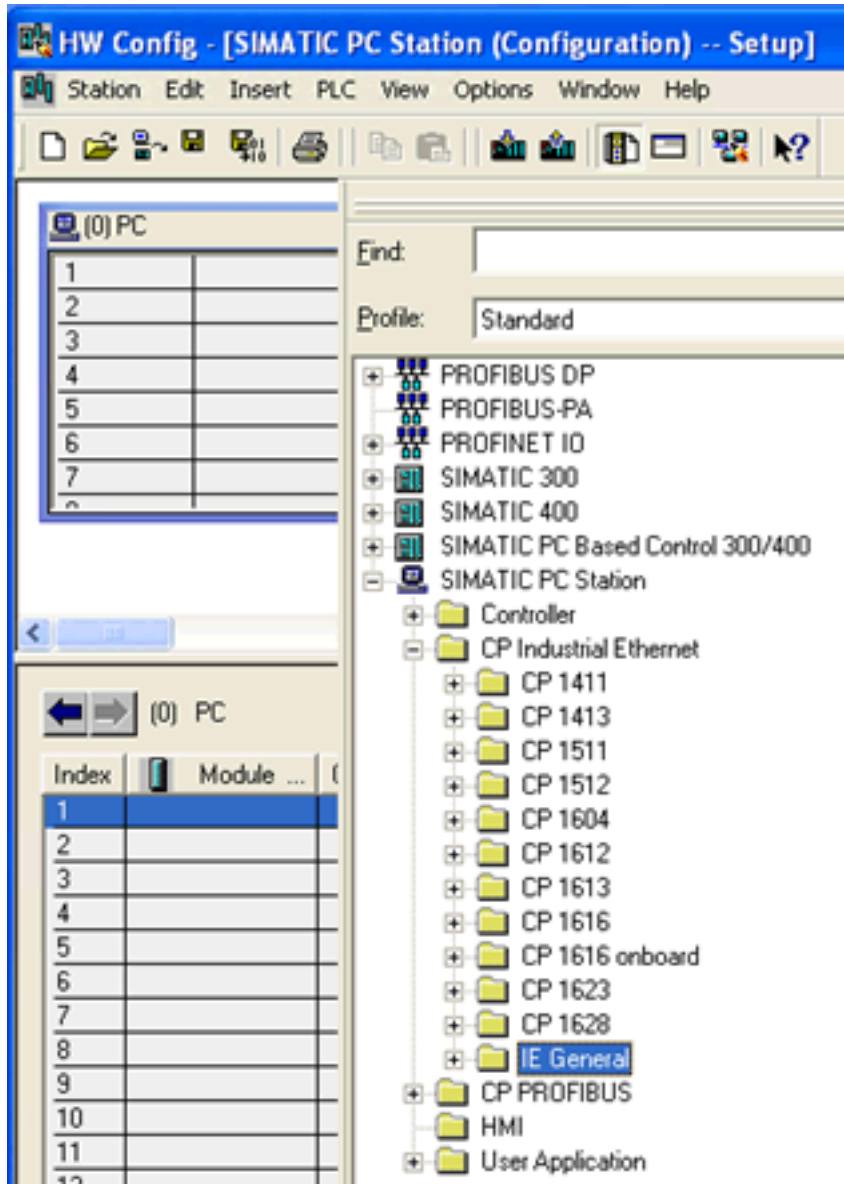 HW Config - [SIMATIC PC Station (Configuration) -- Setup]
Station Edit Insert PLC View Options Window Help
(0) PC
1
2
3
4
5
6
7
Find:
Profile: Standard
PROFIBUS DP
PROFIBUS-PA
PROFINET IO
SIMATIC 300
SIMATIC 400
SIMATIC PC Based Control 300/400
SIMATIC PC Station
Controller
CP Industrial Ethernet
CP 1411
CP 1413
CP 1511
CP 1512
CP 1604
CP 1612
CP 1613
CP 1616
CP 1616 onboard
CP 1623
CP 1628
IE General
CP PROFIBUS
HMI
User Application
(0) PC
Index Module ...
1
2
3
4
5
6
7
8
9
10
11
12